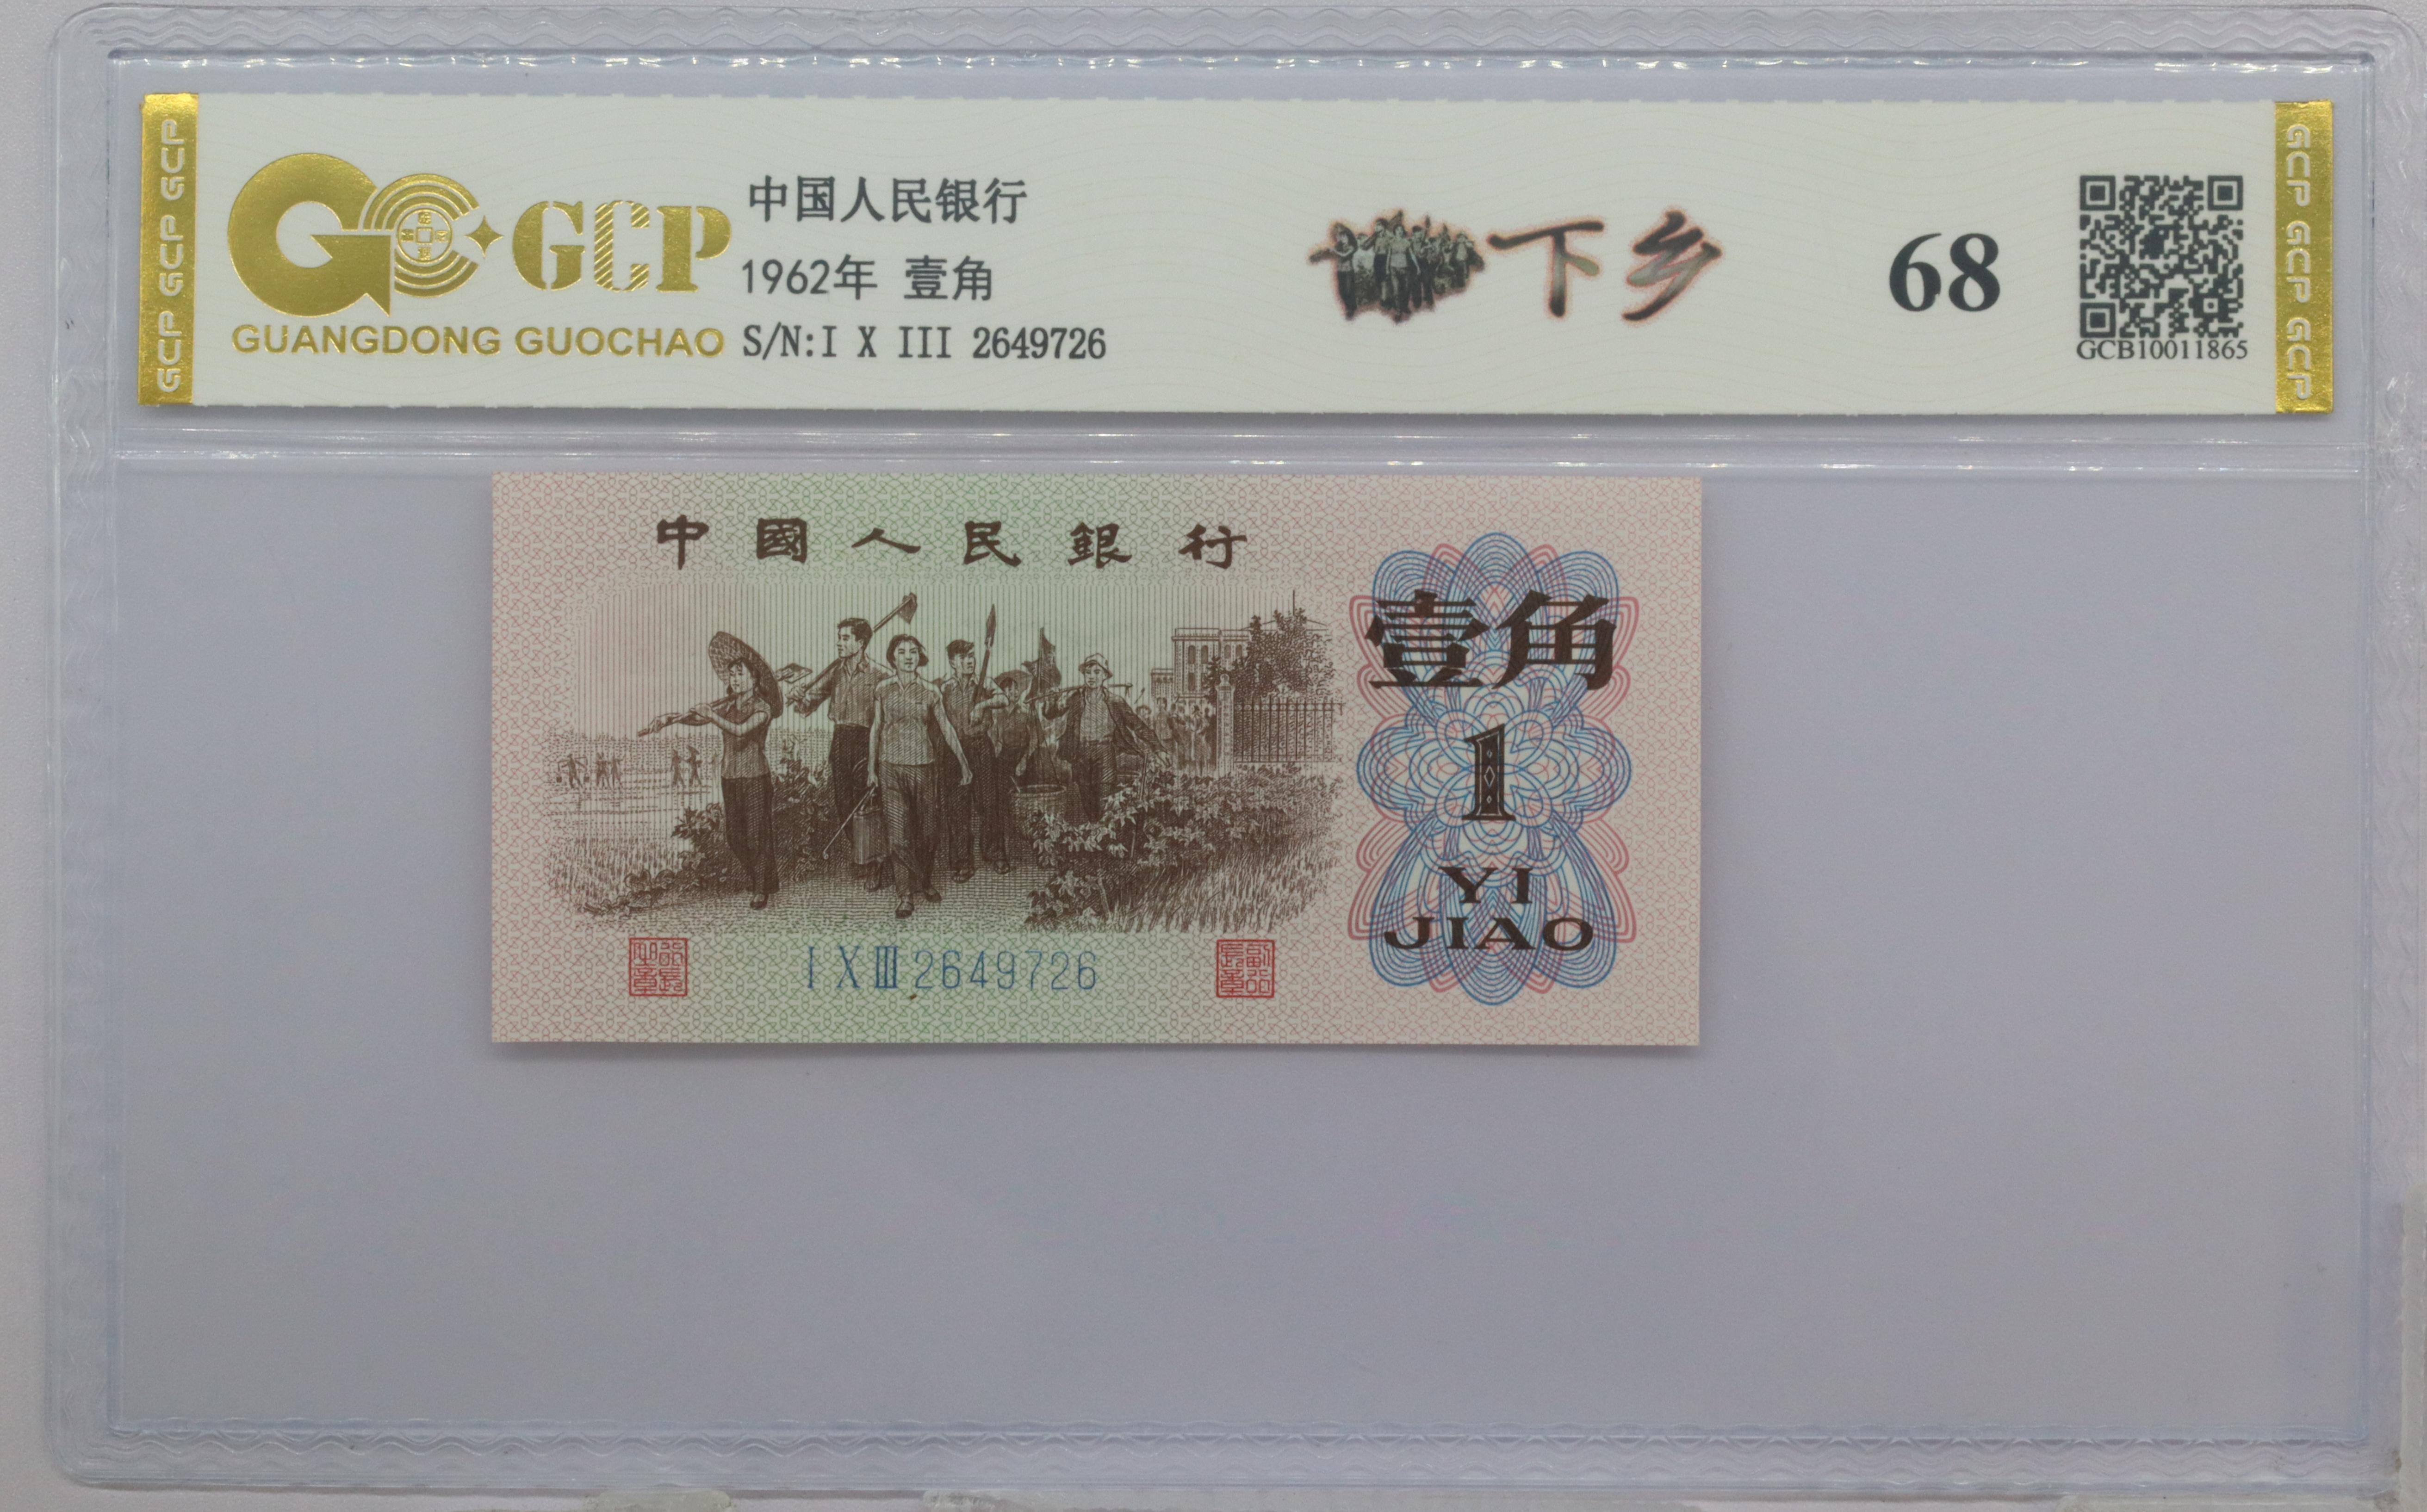 GCP GCP GCP GCP
GCP
GUANGDONG GUOCHAO
中国人民银行
1962年 壹角
S/N:I X III 2649726
下乡
68
GCB10011865
GCP GCP GCP GCP
中國人民銀行
壹角
1
YI
JIAO
I X III 2649726